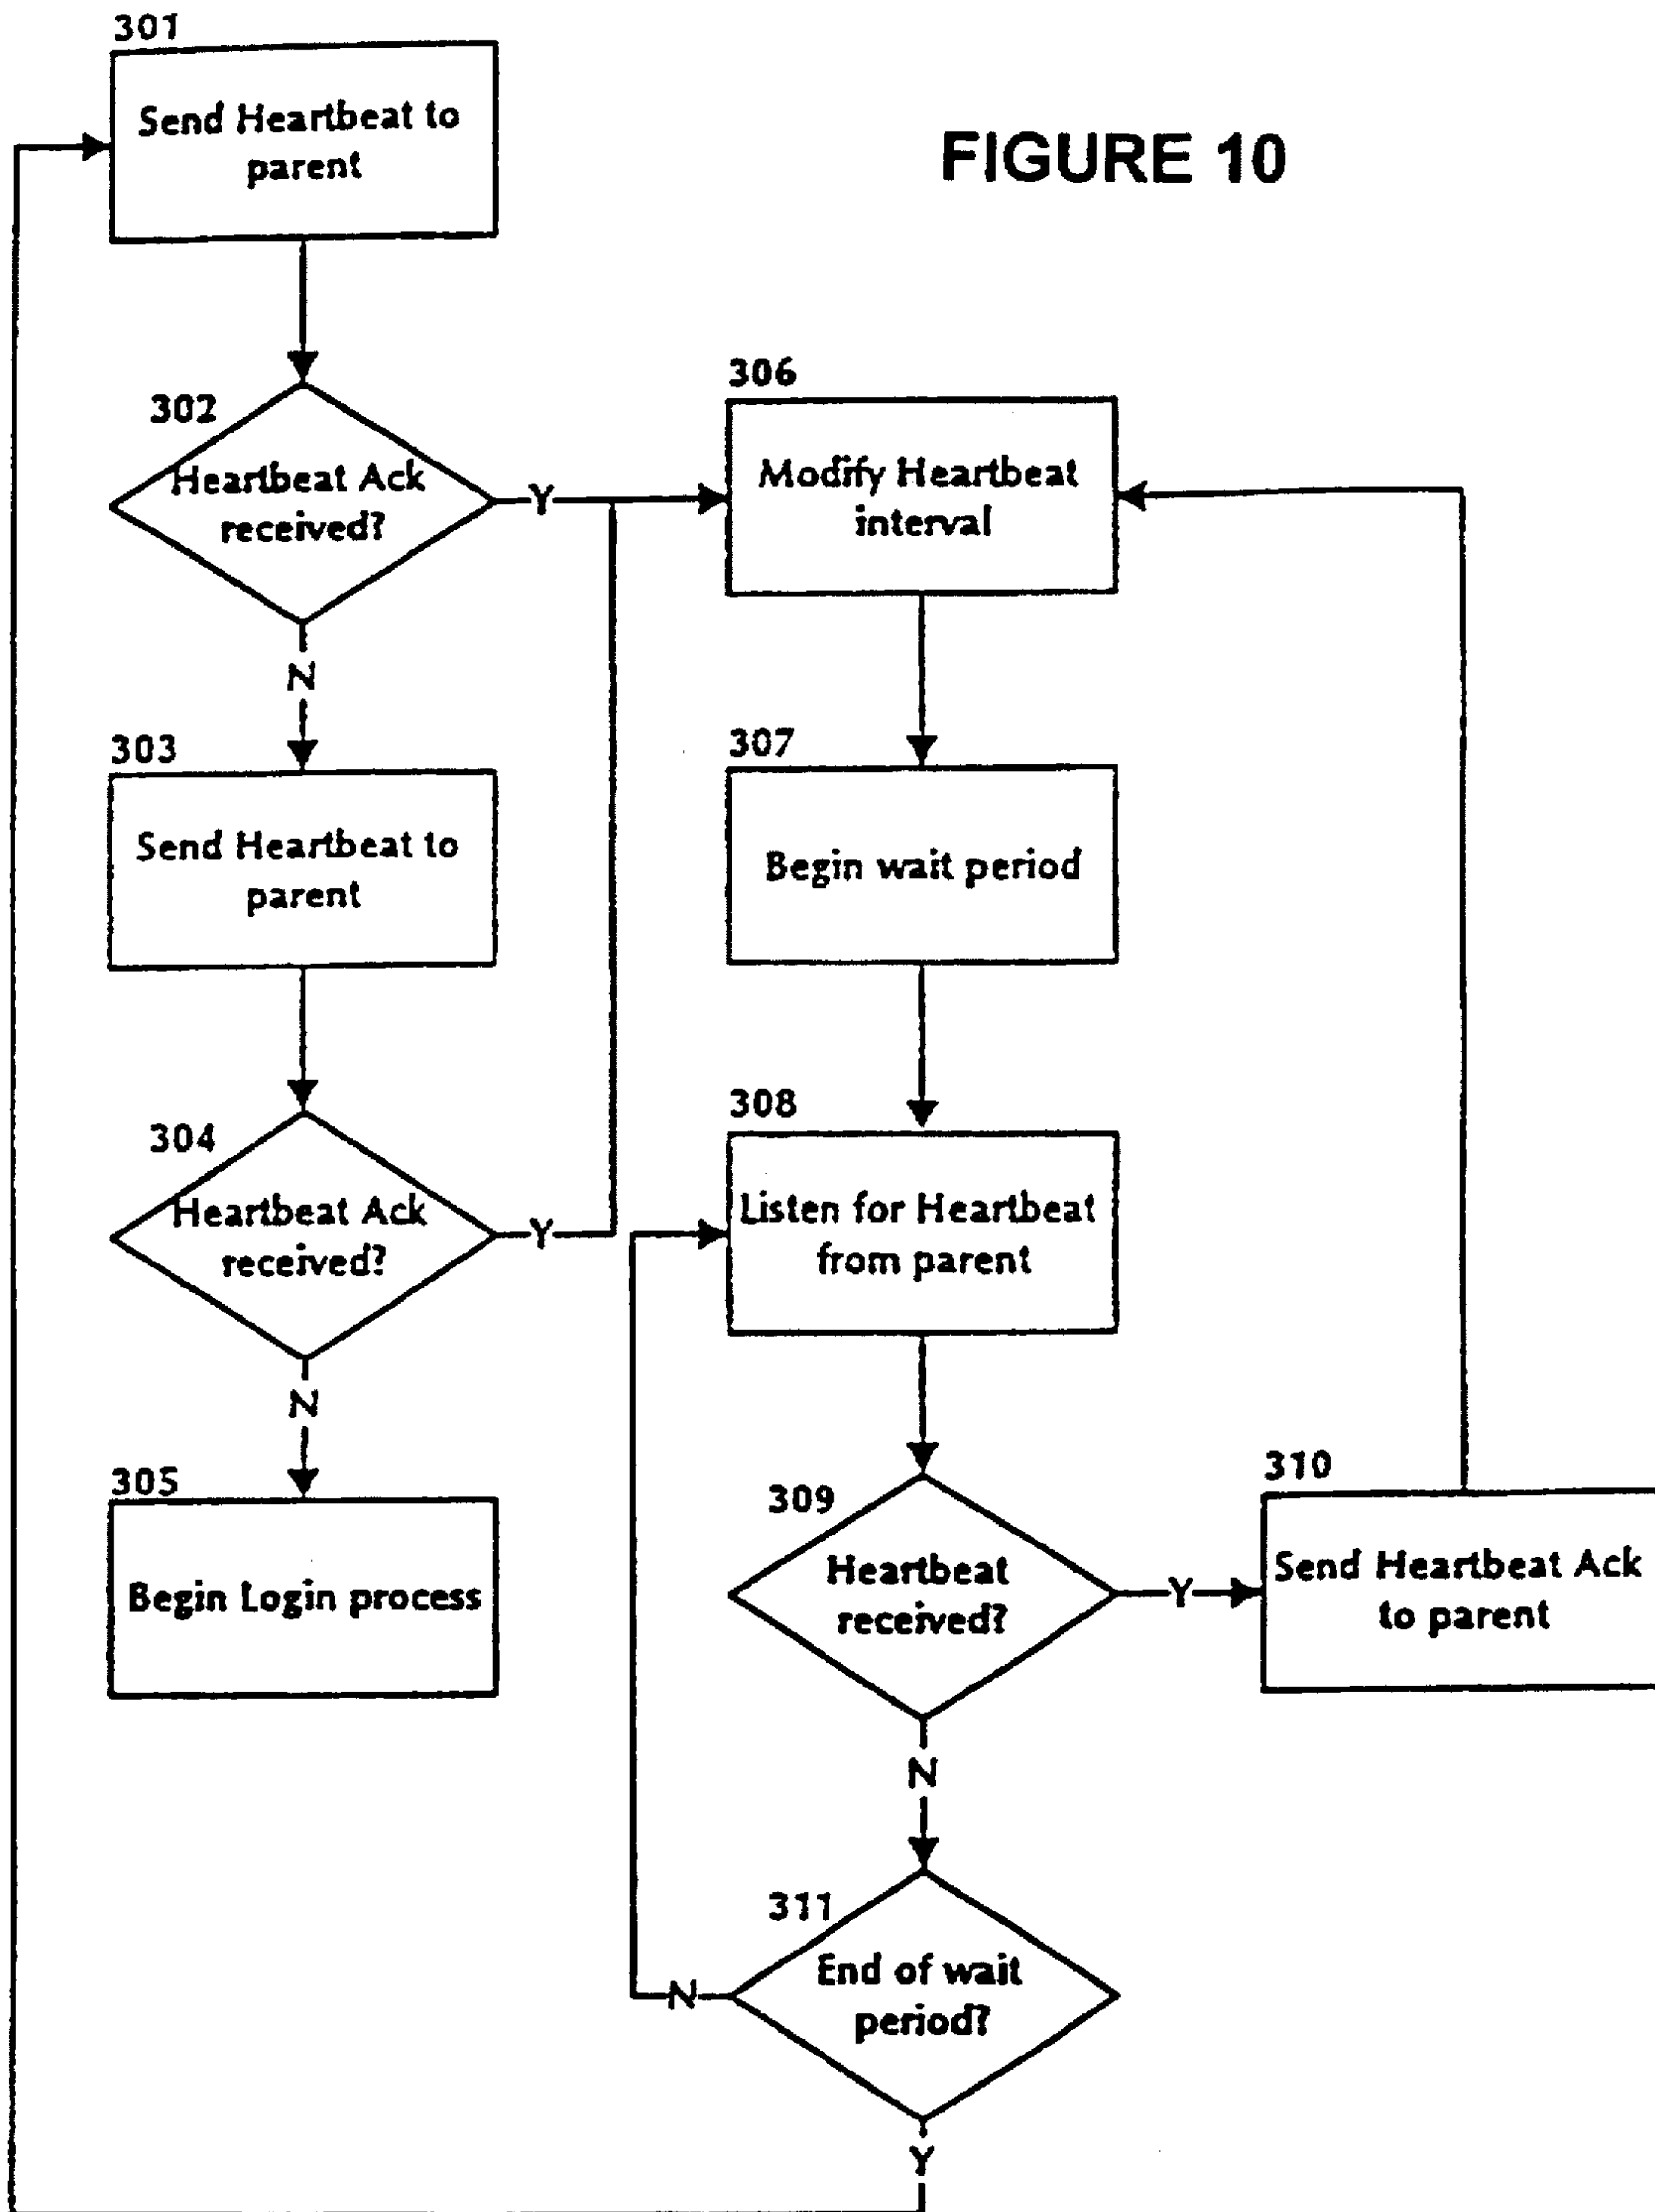 301
Send Heartbeat to
parent
FIGURE 10
302
Heartbeat Ack
received?
Y
N
303
Send Heartbeat to
parent
304
Heartbeat Ack
received?
Y
N
305
Begin Login process
306
Modify Heartbeat
interval
307
Begin wait period
308
Listen for Heartbeat
from parent
309
Heartbeat
received?
Y
N
310
Send Heartbeat Ack
to parent
311
End of wait
period?
N
Y